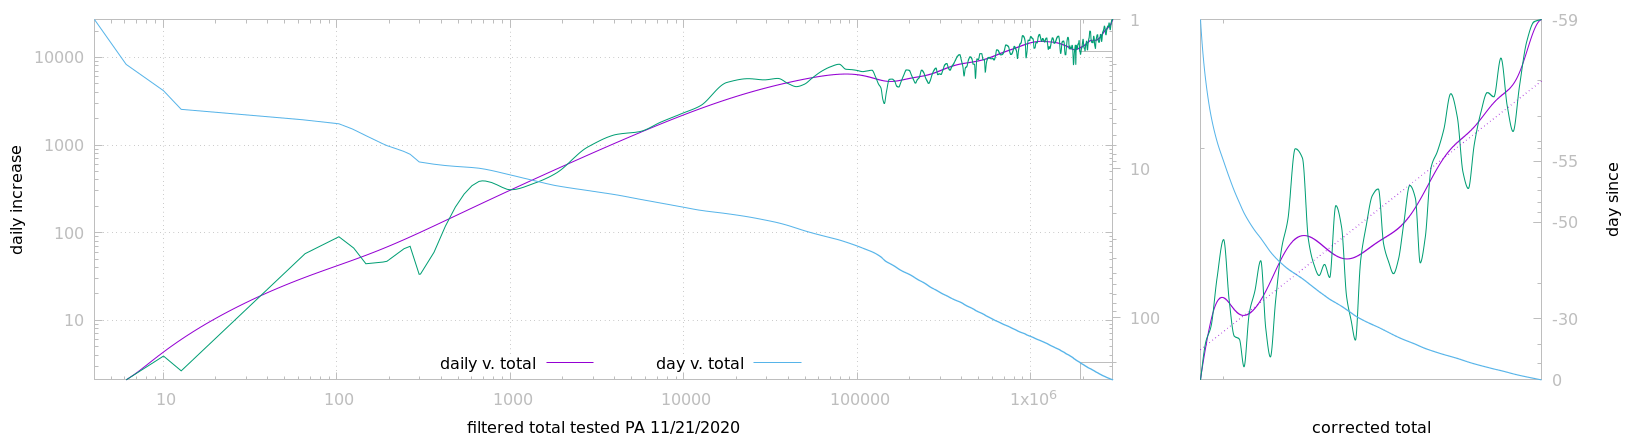 10000
1000
100
10
daily increase
10
100
1000
10000
100000
1x10⁶
filtered total tested PA 11/21/2020
daily v. total
day v. total
1
10
100
-59
-55
-50
-30
0
day since
corrected total